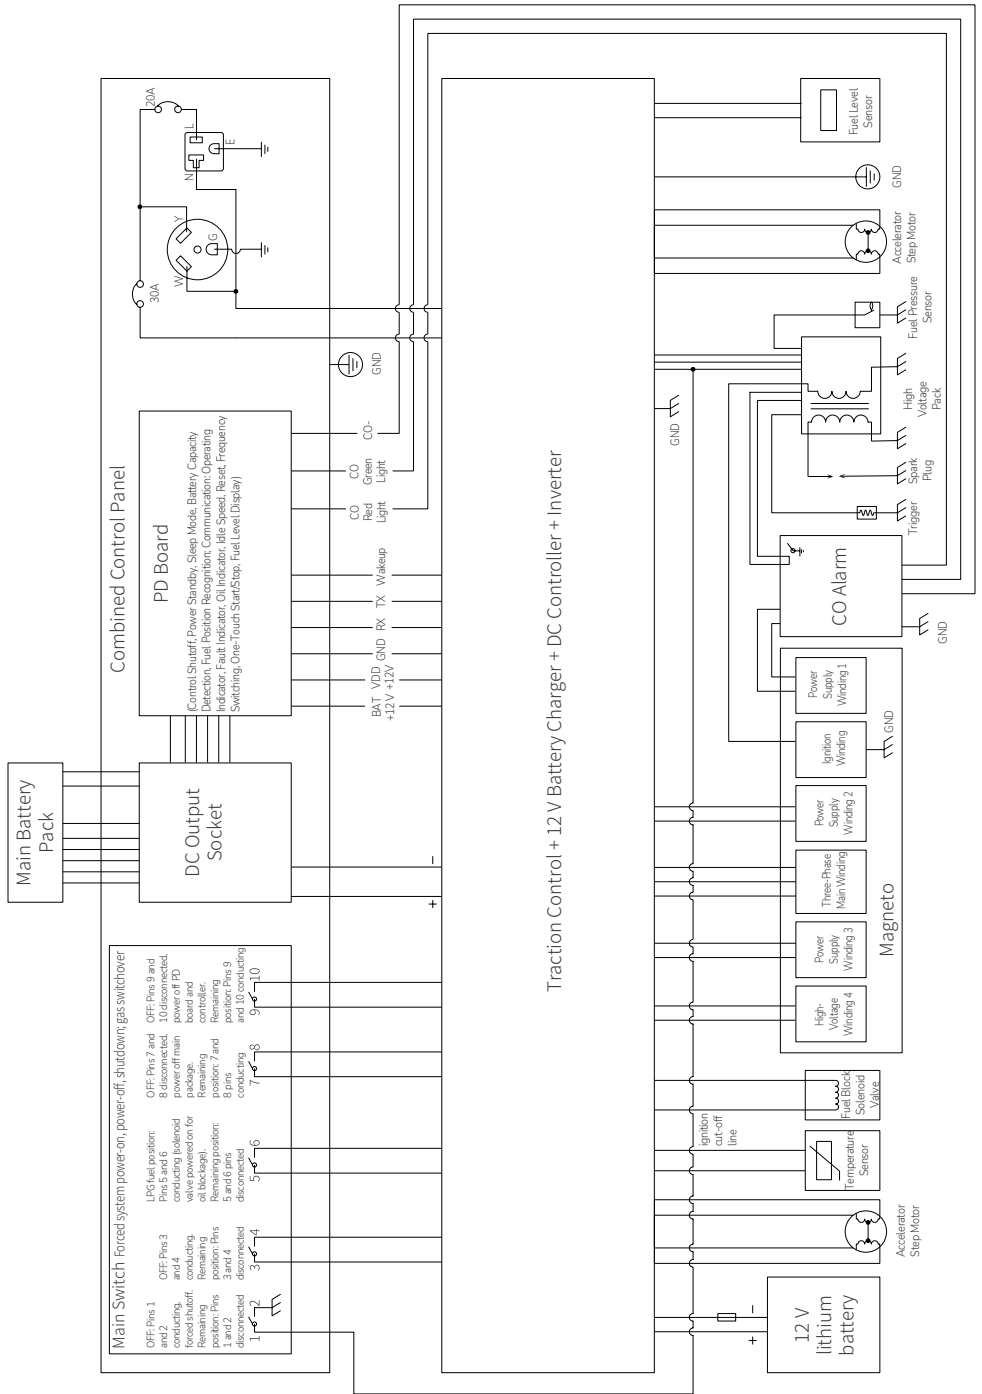 Main Battery
Pack
Combined Control Panel
Main Switch Forced system power-on, power-off, shutdown; gas switchover
OFF: Pins 1
and 2
conducting,
forced shutoff.
Remaining
position: Pins
1 and 2
disconnected
1
2
OFF: Pins 3
and 4
conducting.
Remaining
position: Pins
3 and 4
disconnected
3
4
LPG fuel position:
Pins 5 and 6
conducting (solenoid
valve powered on for
oil blockage).
Remaining position:
5 and 6 pins
disconnected
5
6
OFF: Pins 7 and
8 disconnected,
power off main
package.
Remaining
position: 7 and
8 pins
conducting
7
8
OFF: Pins 9 and
10 disconnected,
power off PD
board and
controller.
Remaining
position: Pins 9
and 10 conducting
9
10
DC Output
Socket
+
−
PD Board
(Control Shutoff, Power Standby, Sleep Mode, Battery Capacity
Detection, Fuel Position Recognition; Communication: Operating
Indicator, Fault Indicator, Oil Indicator, Idle Speed, Reset, Frequency
Switching, One-Touch Start/Stop, Fuel Level Display)
BAT
+12 V
VDD
+12V
GND
RX
TX
Wakeup
CO
Red
Light
CO
Green
Light
CO-
GND
30A
20A
W
G
Y
N
L
E
Traction Control + 12 V Battery Charger + DC Controller + Inverter
12 V
lithium
battery
+
−
Accelerator
Step Motor
Temperature
Sensor
ignition
cut-off
line
Fuel Block
Solenoid
Valve
Magneto
High-
Voltage
Winding 4
Power
Supply
Winding 3
Three-Phase
Main Winding
Power
Supply
Winding 2
Ignition
Winding
GND
Power
Supply
Winding 1
CO Alarm
GND
Trigger
Spark
Plug
High
Voltage
Pack
GND
Fuel Pressure
Sensor
Accelerator
Step Motor
GND
Fuel Level
Sensor